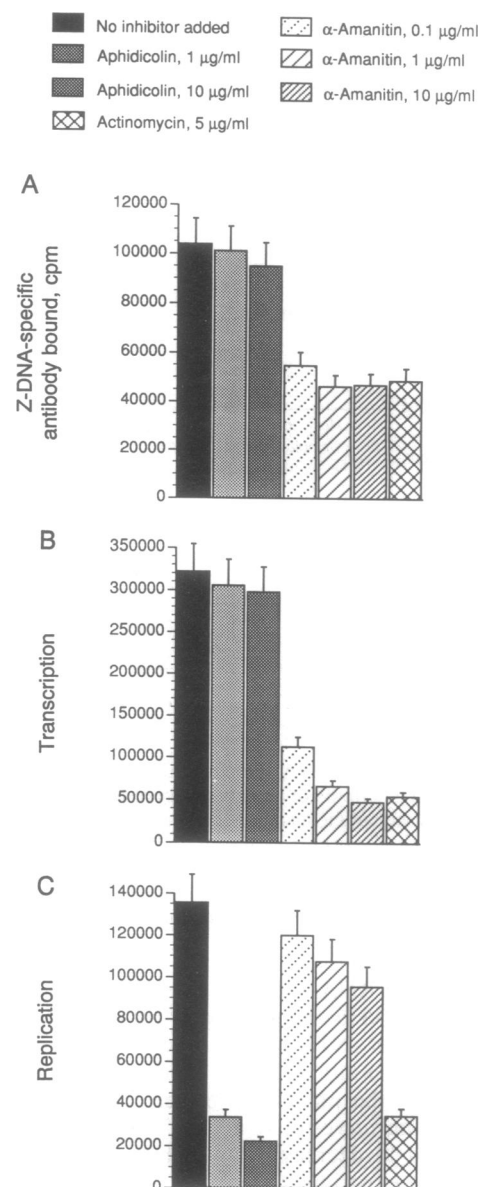 No inhibitor added
Aphidicolin, 1 µg/ml
Aphidicolin, 10 µg/ml
Actinomycin, 5 µg/ml
α-Amanitin, 0.1 µg/ml
α-Amanitin, 1 µg/ml
α-Amanitin, 10 µg/ml
A
Z-DNA-specific
antibody bound, cpm
120000
100000
80000
60000
40000
20000
0
B
Transcription
350000
300000
250000
200000
150000
100000
50000
0
C
Replication
140000
120000
100000
80000
60000
40000
20000
0